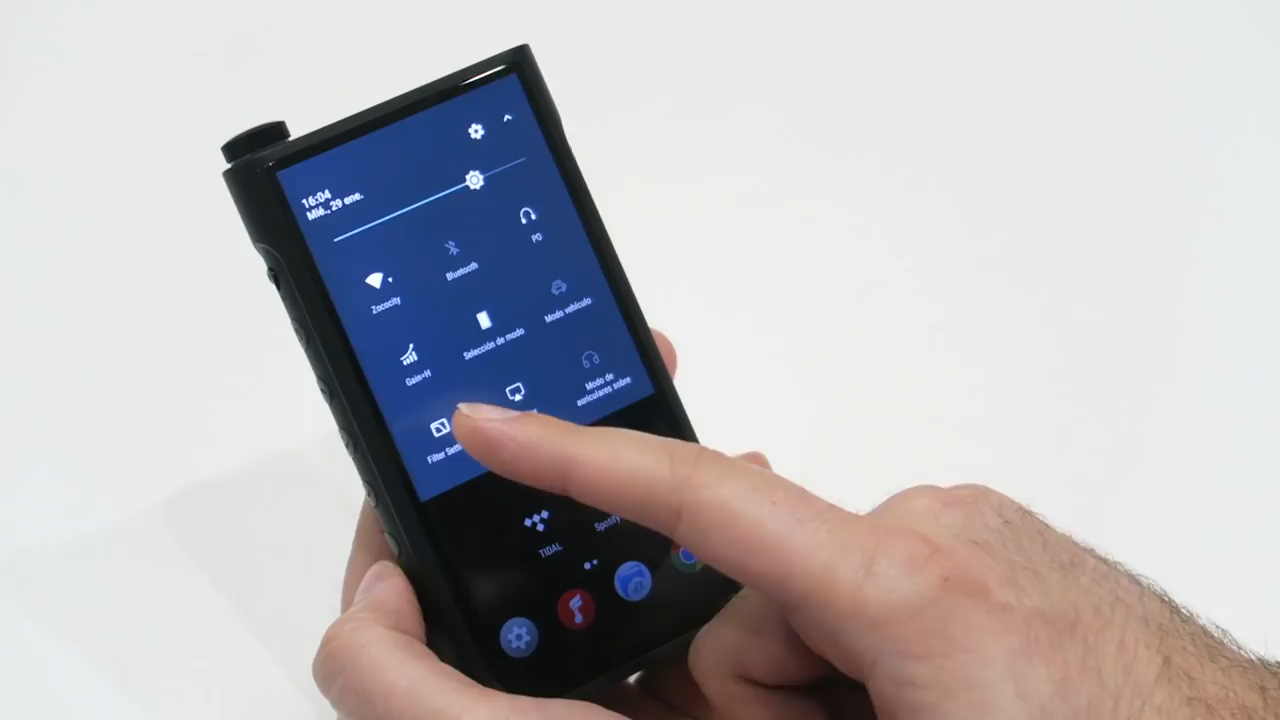 16:04
Mié., 29 ene.
Zococity
Bluetooth
PO
Gain=H
Selección de modo
Modo vehículo
Filter
Modo de
auriculares sobre
TIDAL
Spotify